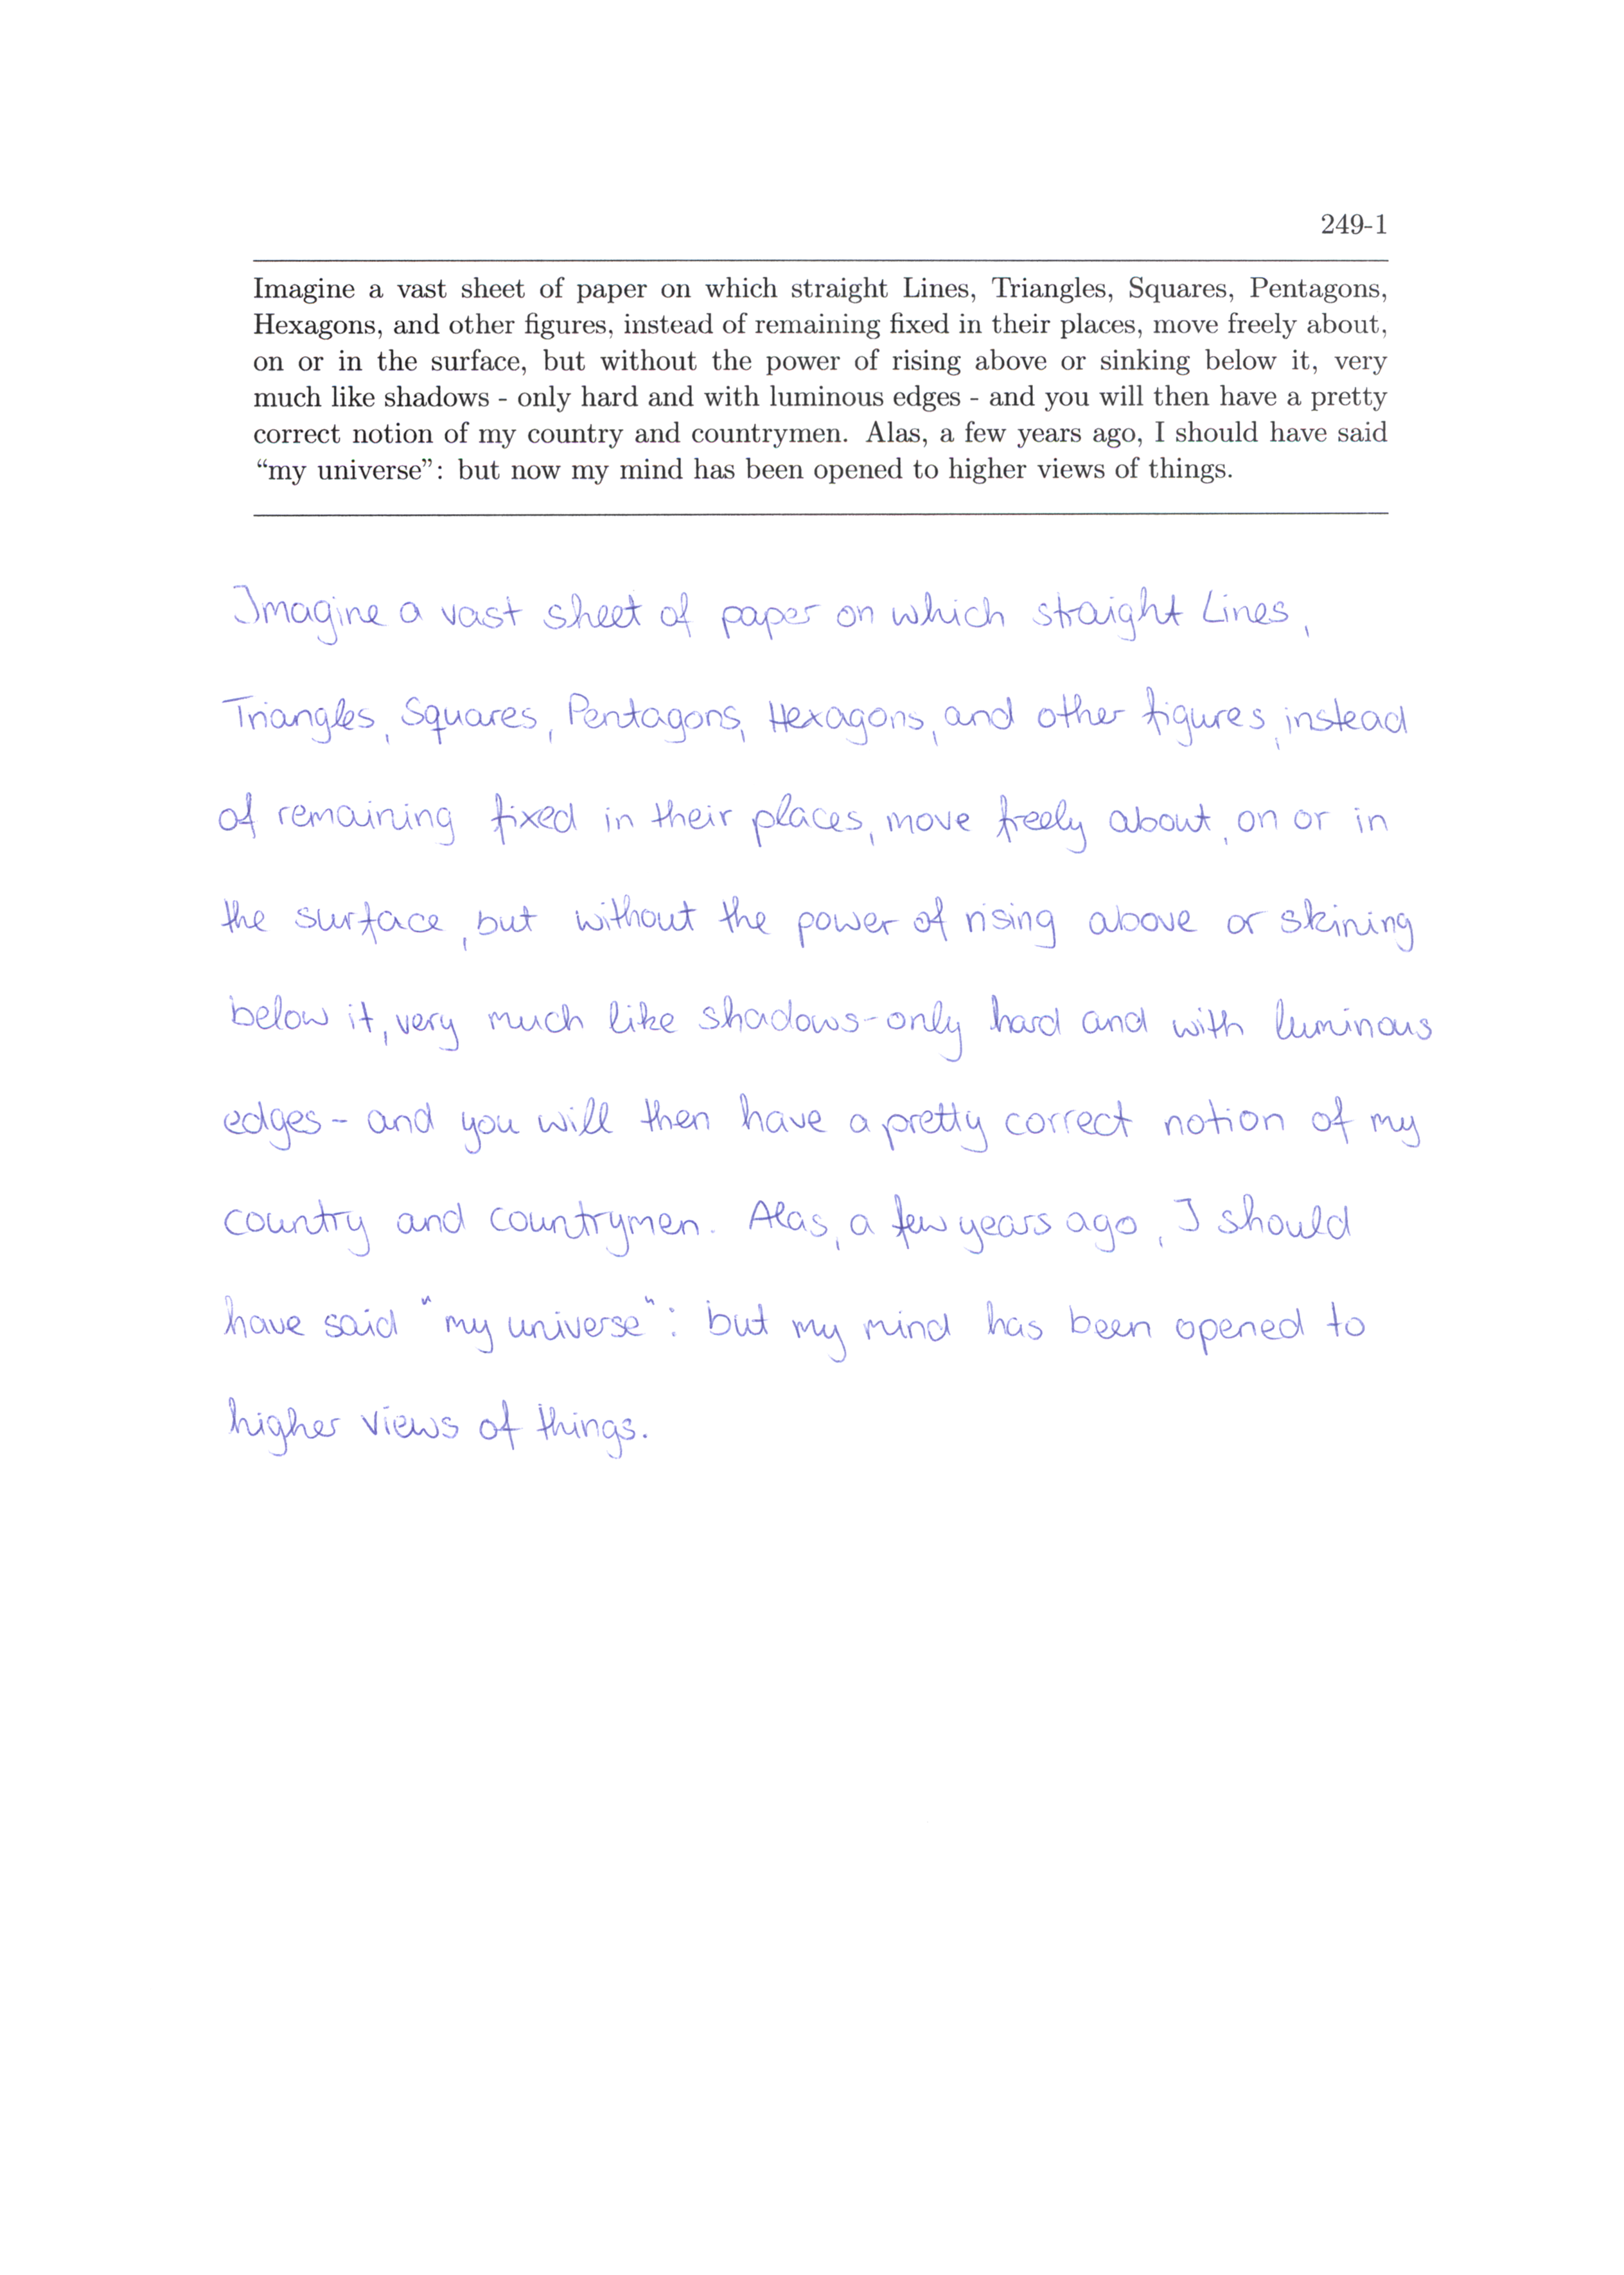 249-1
Imagine a vast sheet of paper on which straight Lines, Triangles, Squares, Pentagons,
Hexagons, and other figures, instead of remaining fixed in their places, move freely about,
on or in the surface, but without the power of rising above or sinking below it, very
much like shadows - only hard and with luminous edges - and you will then have a pretty
correct notion of my country and countrymen. Alas, a few years ago, I should have said
“my universe”: but now my mind has been opened to higher views of things.
Imagine a vast sheet of paper on which straight Lines,
Triangles, Squares, Pentagons, Hexagons, and other figures, instead
of remaining fixed in their places, move freely about, on or in
the surface, but without the power of rising above or skining
below it, very much like shadows-only hard and with luminous
edges - and you will then have a pretty correct notion of my
country and countrymen. Alas, a few years ago, I should
have said "my universe": but my mind has been opened to
higher views of things.